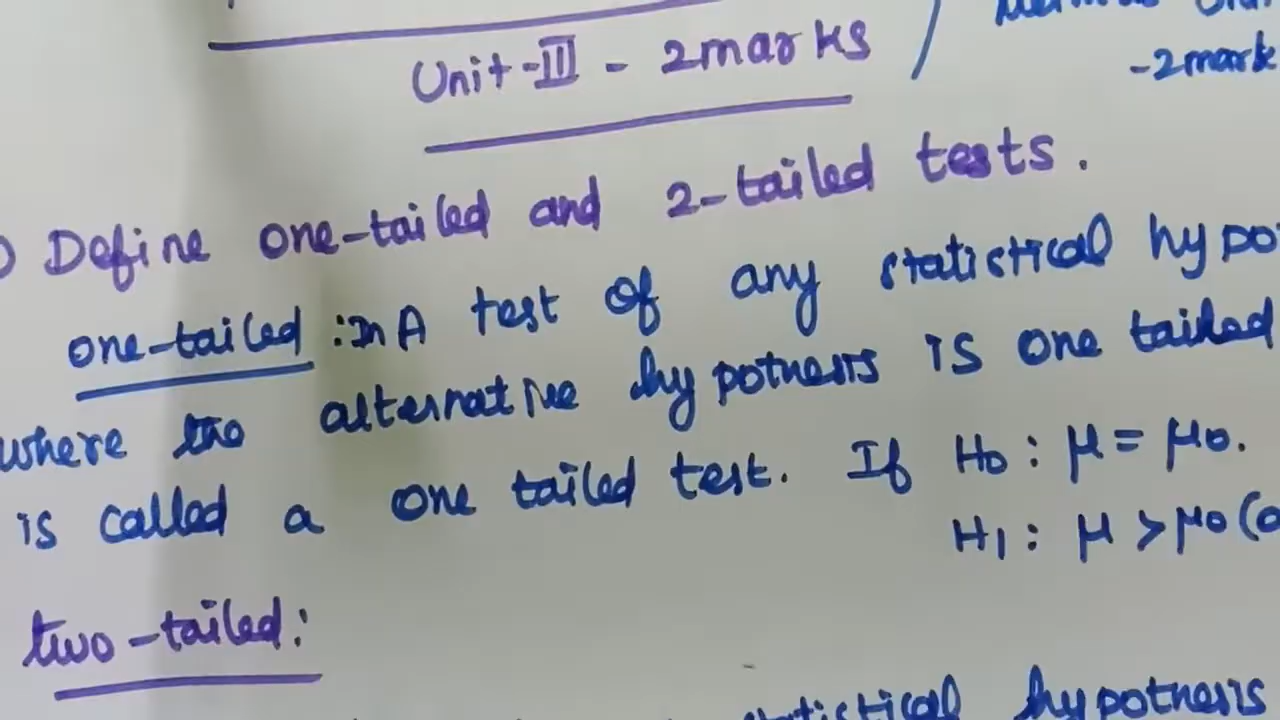 Unit-III - 2marks /
-2mark
Define one-tailed and 2-tailed tests.
one-tailed : In A test of any statistical hypo
where the alternative hypothesis is one tailed
is called a one tailed test. If H0 : μ = μ0.
H1 : μ > μ0 (
two-tailed:
statistical hypothesis